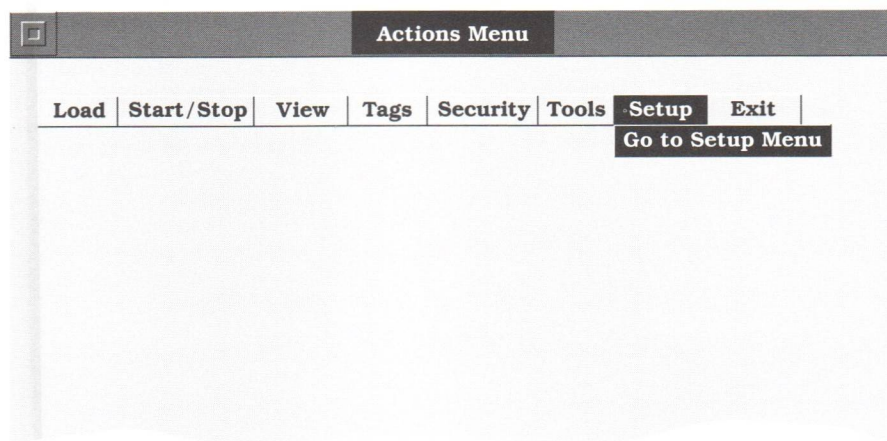 Actions Menu
Load Start/Stop View Tags Security Tools Setup Exit
Go to Setup Menu